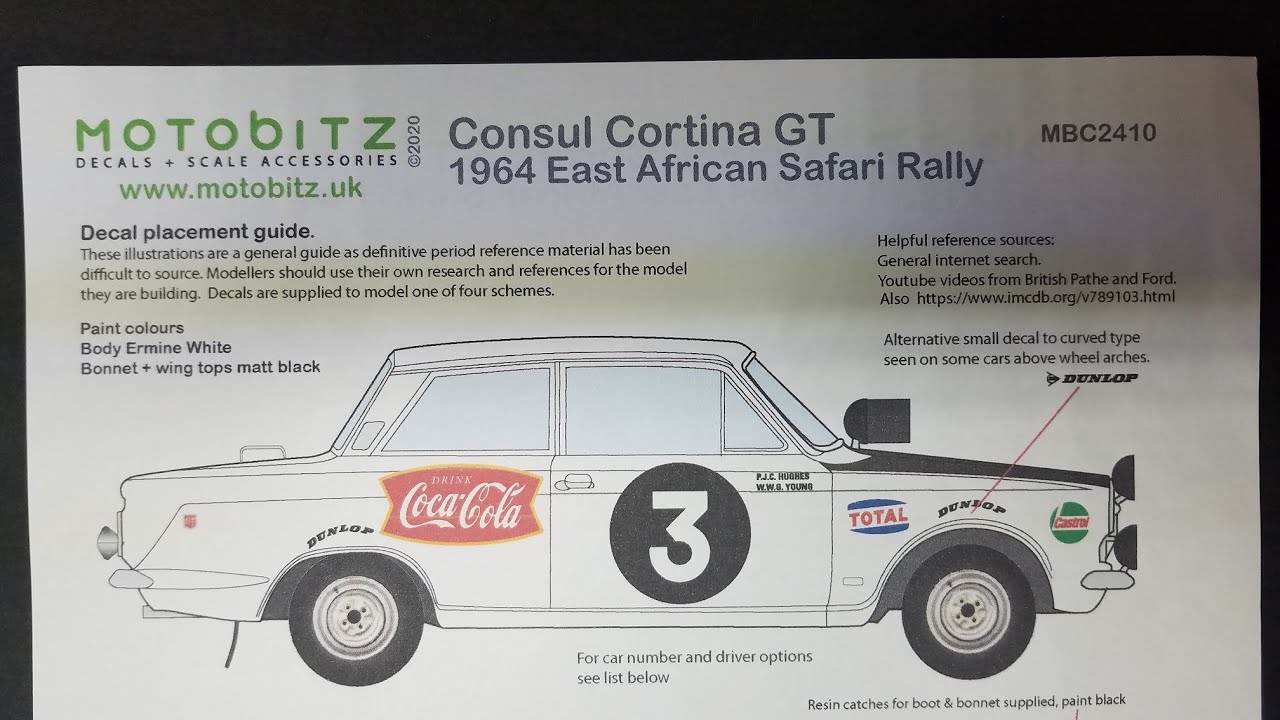 MOTOBITZ
DECALS + SCALE ACCESSORIES
©2020
www.motobitz.uk
Consul Cortina GT
1964 East African Safari Rally
MBC2410
Decal placement guide.
These illustrations are a general guide as definitive period reference material has been
difficult to source. Modellers should use their own research and references for the model
they are building. Decals are supplied to model one of four schemes.
Paint colours
Body Ermine White
Bonnet + wing tops matt black
Helpful reference sources:
General internet search.
Youtube videos from British Pathe and Ford.
Also https://www.imcdb.org/v789103.html
Alternative small decal to curved type
seen on some cars above wheel arches.
DUNLOP
DUNLOP
DRINK
Coca-Cola
3
P.J.C. HUGHES
W.W.G. YOUNG
TOTAL
DUNLOP
Castrol
For car number and driver options
see list below
Resin catches for boot & bonnet supplied, paint black